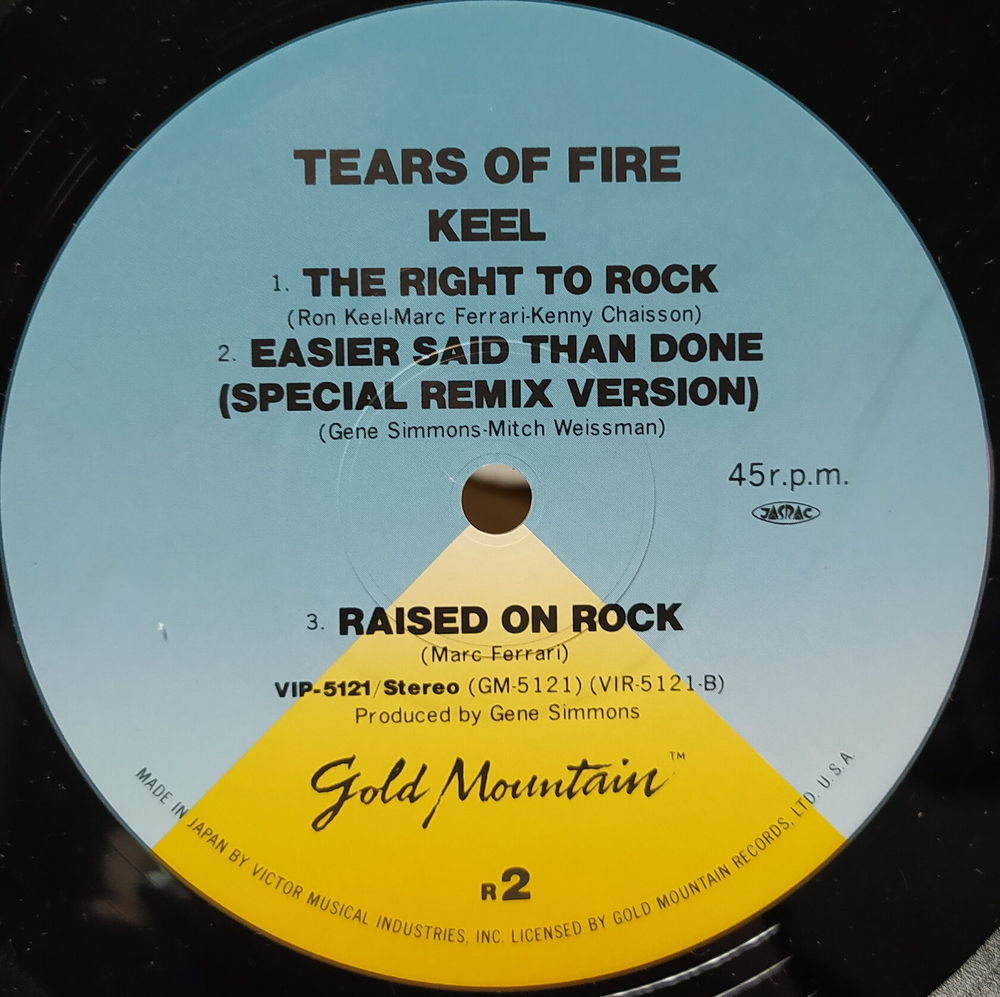 TEARS OF FIRE
KEEL
1. THE RIGHT TO ROCK
(Ron Keel-Marc Ferrari-Kenny Chaisson)
2. EASIER SAID THAN DONE
(SPECIAL REMIX VERSION)
(Gene Simmons-Mitch Weissman)
45r.p.m.
JASRAC
3. RAISED ON ROCK
(Marc Ferrari)
VIP-5121/Stereo (GM-5121) (VIR-5121-B)
Produced by Gene Simmons
Gold Mountain™
R2
MADE IN JAPAN BY VICTOR MUSICAL INDUSTRIES, INC. LICENSED BY GOLD MOUNTAIN RECORDS, LTD. U.S.A.